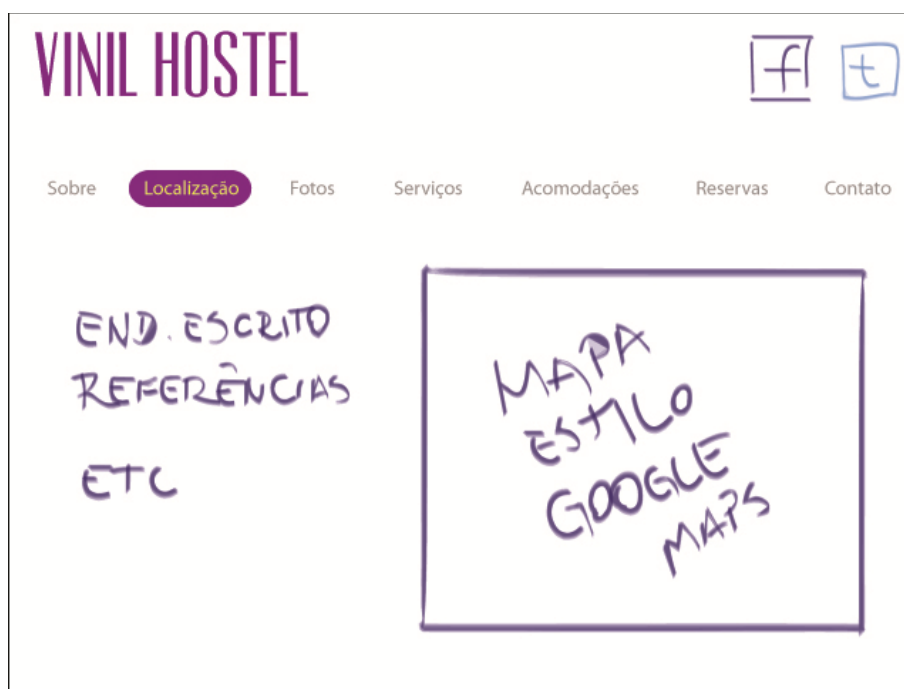 VINIL HOSTEL
f t
Sobre Localização Fotos Serviços Acomodações Reservas Contato
END. ESCRITO
REFERÊNCIAS
ETC
MAPA
ESTILO
GOOGLE
MAPS